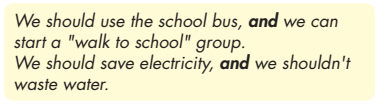 We should use the school bus, and we can
start a "walk to school" group.
We should save electricity, and we shouldn't
waste water.